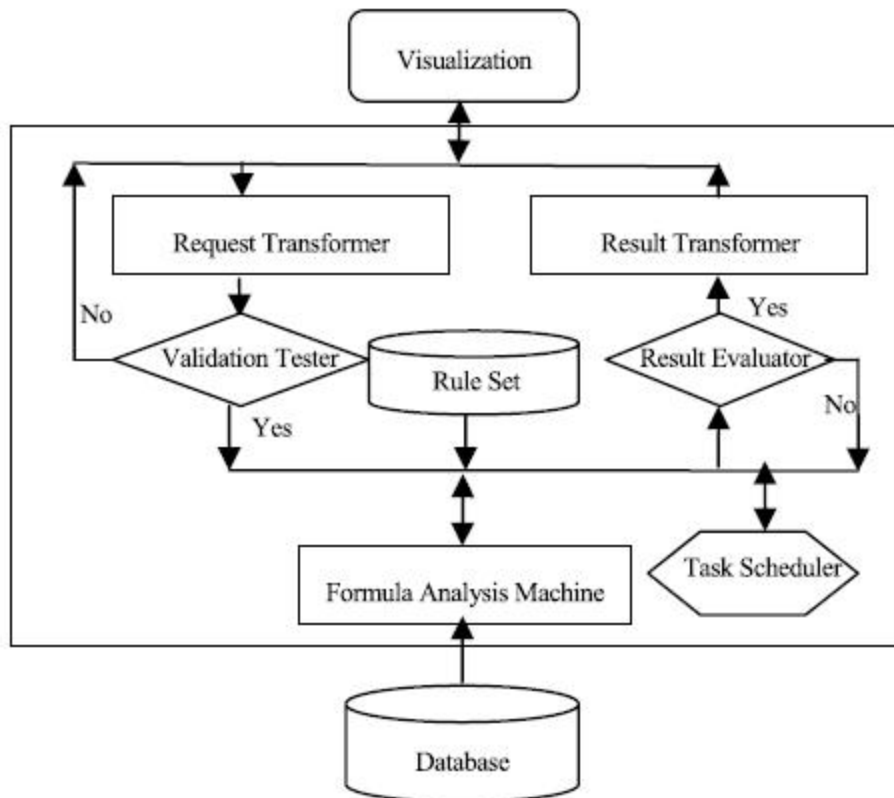 Visualization
Request Transformer
Result Transformer
No
Yes
Validation Tester
Rule Set
Result Evaluator
Yes
No
Task Scheduler
Formula Analysis Machine
Database